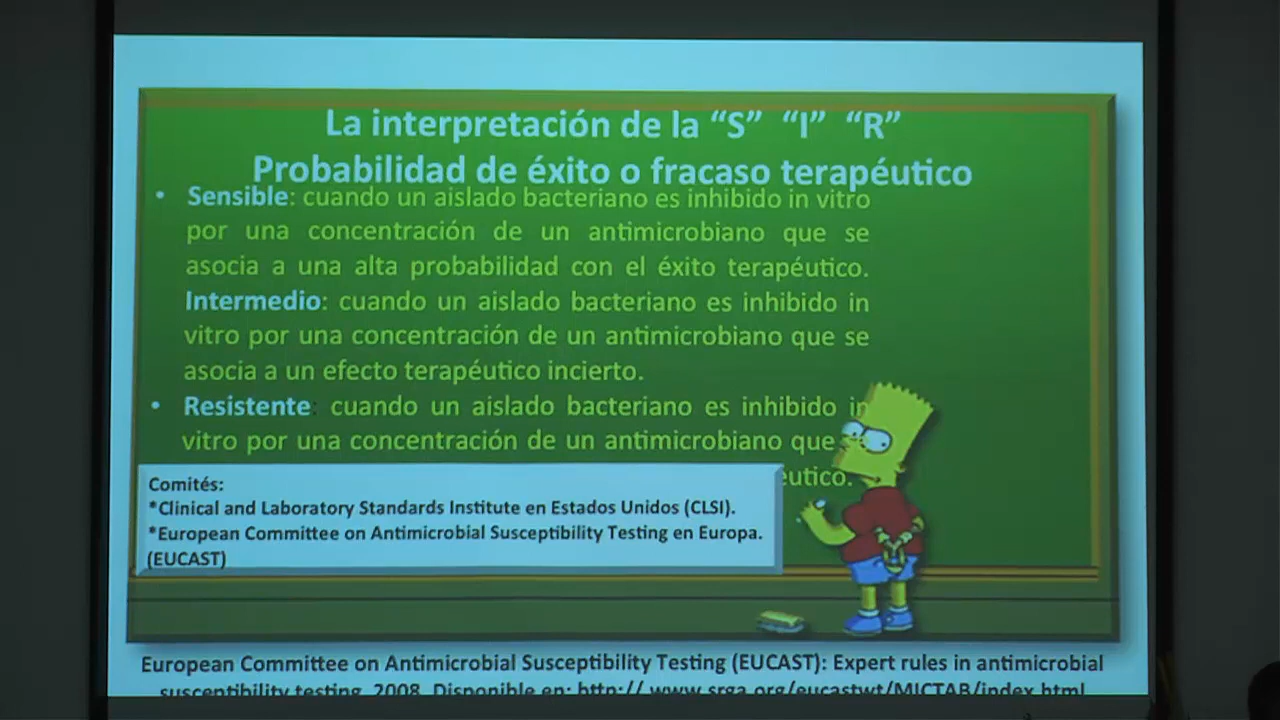 La interpretación de la “S” “I” “R”
Probabilidad de éxito o fracaso terapéutico
• Sensible: cuando un aislado bacteriano es inhibido in vitro
por una concentración de un antimicrobiano que se
asocia a una alta probabilidad con el éxito terapéutico.
Intermedio: cuando un aislado bacteriano es inhibido in
vitro por una concentración de un antimicrobiano que se
asocia a un efecto terapéutico incierto.
• Resistente: cuando un aislado bacteriano es inhibido in
vitro por una concentración de un antimicrobiano que se
éutico.
Comités:
*Clinical and Laboratory Standards Institute en Estados Unidos (CLSI).
*European Committee on Antimicrobial Susceptibility Testing en Europa.
(EUCAST)
European Committee on Antimicrobial Susceptibility Testing (EUCAST): Expert rules in antimicrobial
susceptibility testing. 2008. Disponible en: http:// www.srga.org/eucastwt/MICTAB/index.html